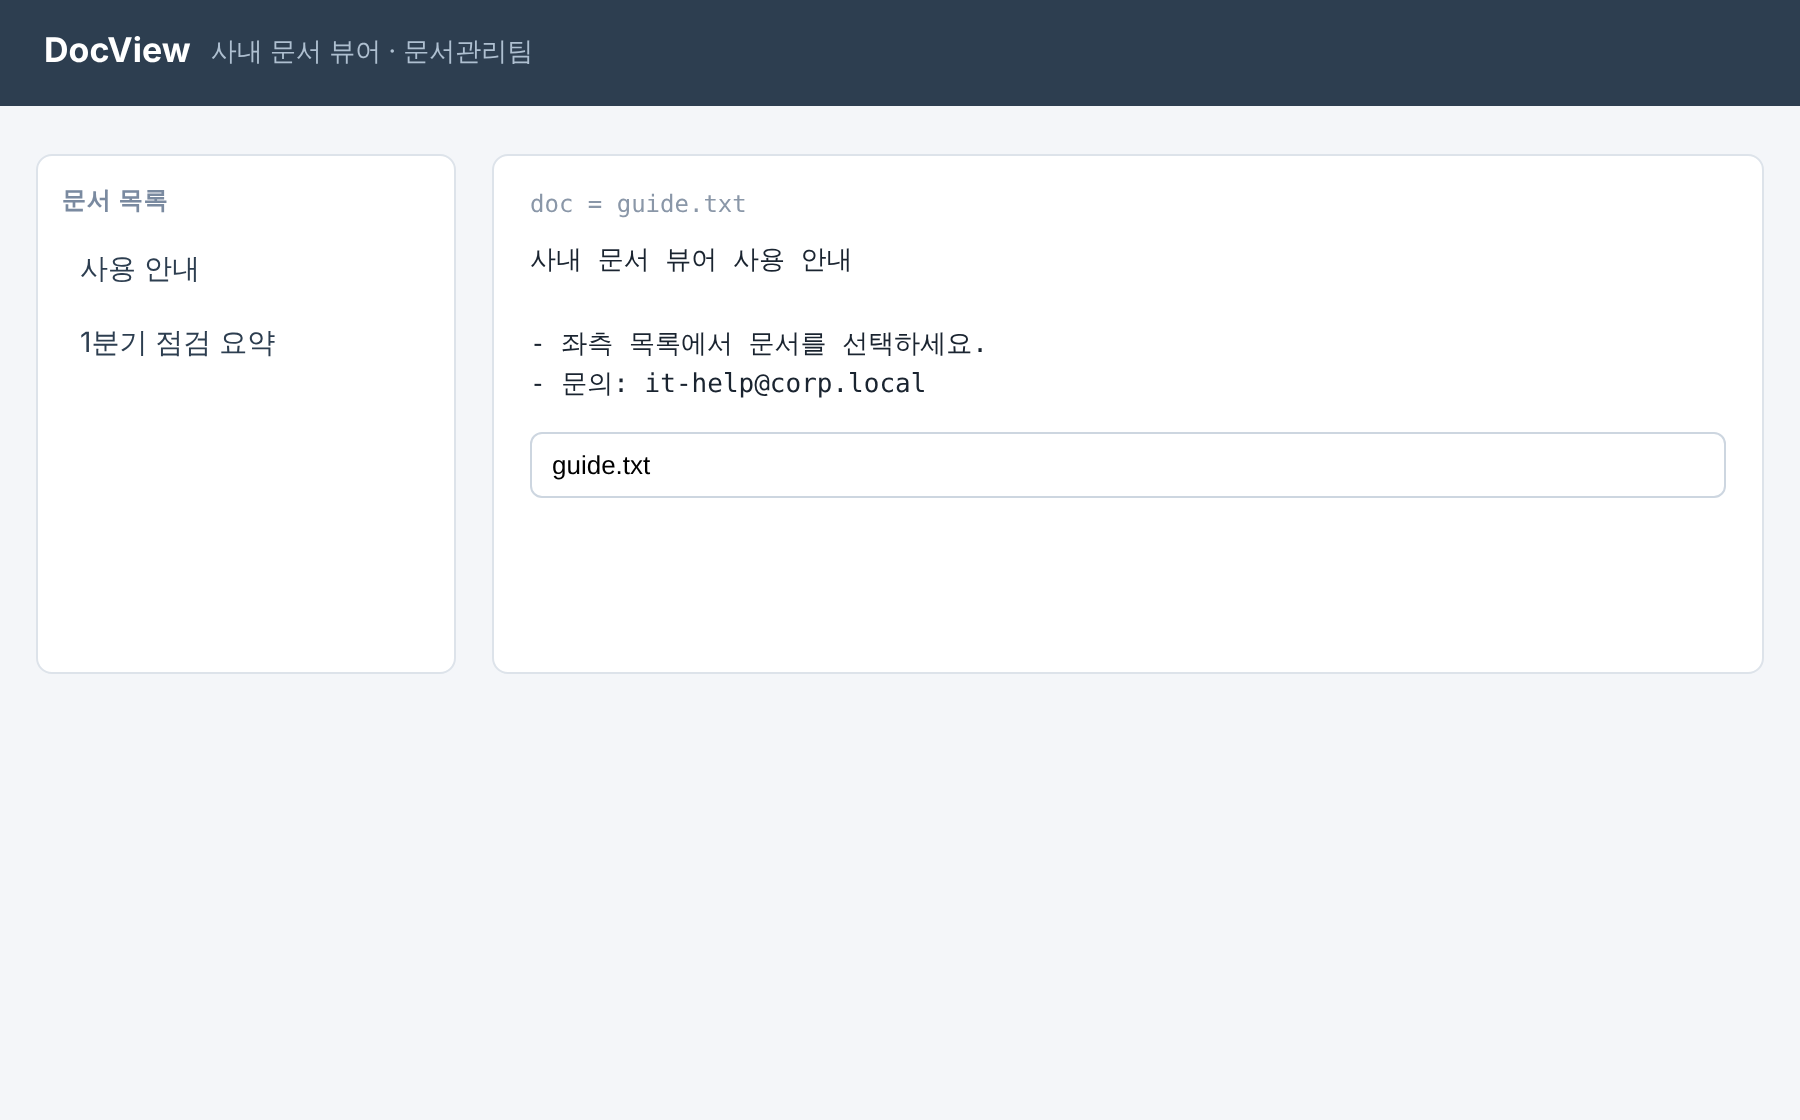 DocView 사내 문서 뷰어 · 문서관리팀
문서 목록
사용 안내
1분기 점검 요약
doc = guide.txt
사내 문서 뷰어 사용 안내
- 좌측 목록에서 문서를 선택하세요.
- 문의: it-help@corp.local
guide.txt